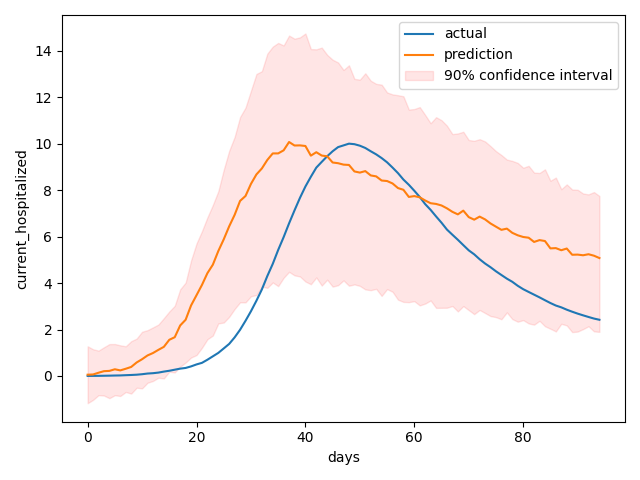 actual
prediction
90% confidence interval
14
12
10
8
6
4
2
0
current_hospitalized
0
20
40
60
80
days